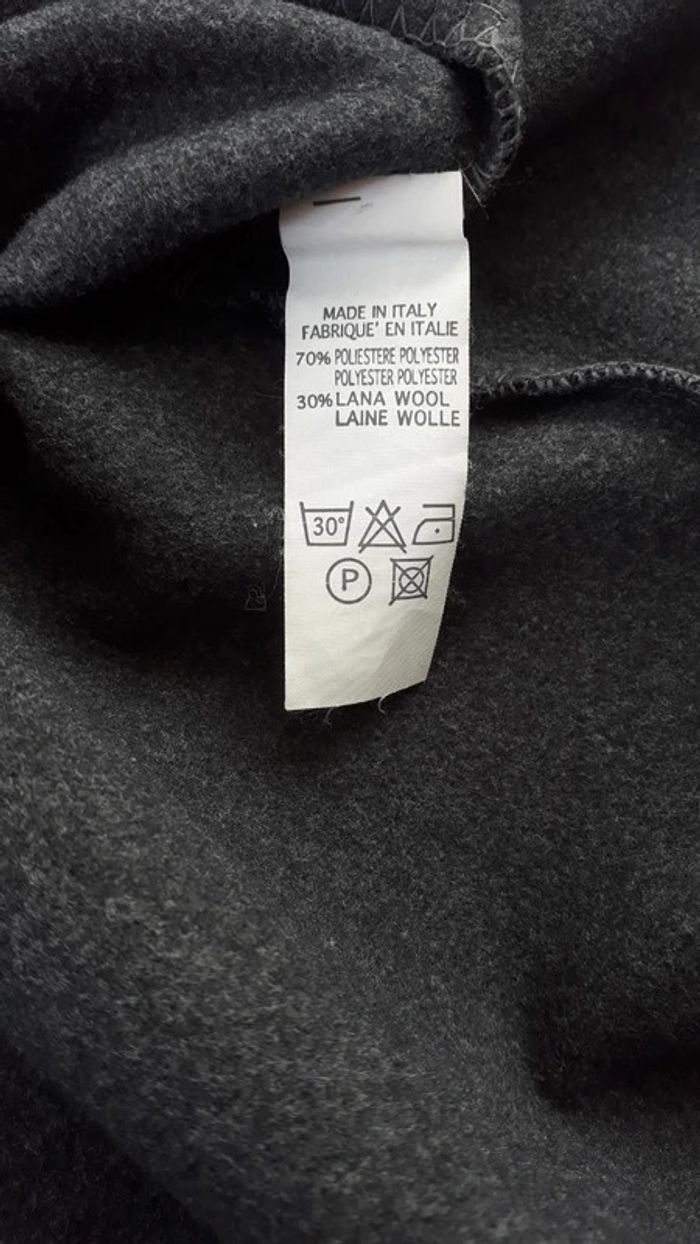 MADE IN ITALY
FABRIQUE' EN ITALIE
70% POLIESTERE POLYESTER
POLYESTER POLYESTER
30% LANA WOOL
LAINE WOLLE
30°
P